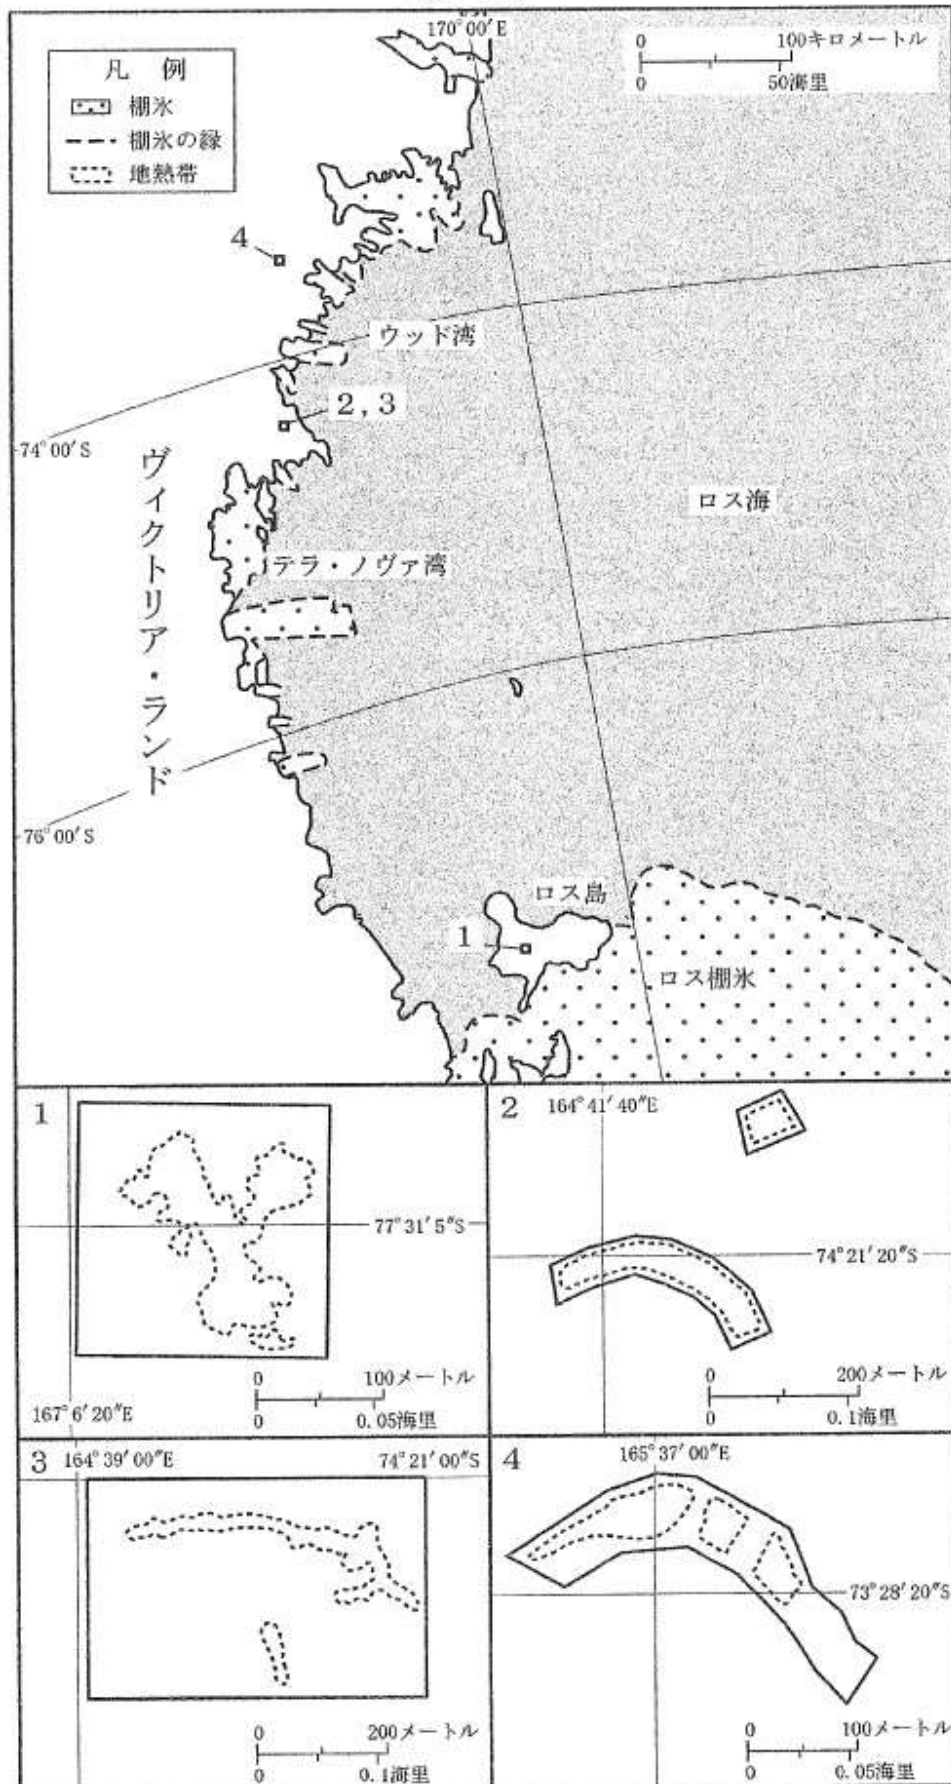 170°00′E
0 100キロメートル
0 50海里
凡 例
棚氷
棚氷の縁
地熱帯
4
ウッド湾
2, 3
74°00′S
ヴィクトリア・ランド
ロス海
テラ・ノヴァ湾
76°00′S
ロス島
1
ロス棚氷
1
77°31′5″S
0 100メートル
0 0.05海里
167°6′20″E
2
164°41′40″E
74°21′20″S
0 200メートル
0 0.1海里
3
164°39′00″E
74°21′00″S
0 200メートル
0 0.1海里
4
165°37′00″E
73°28′20″S
0 100メートル
0 0.05海里